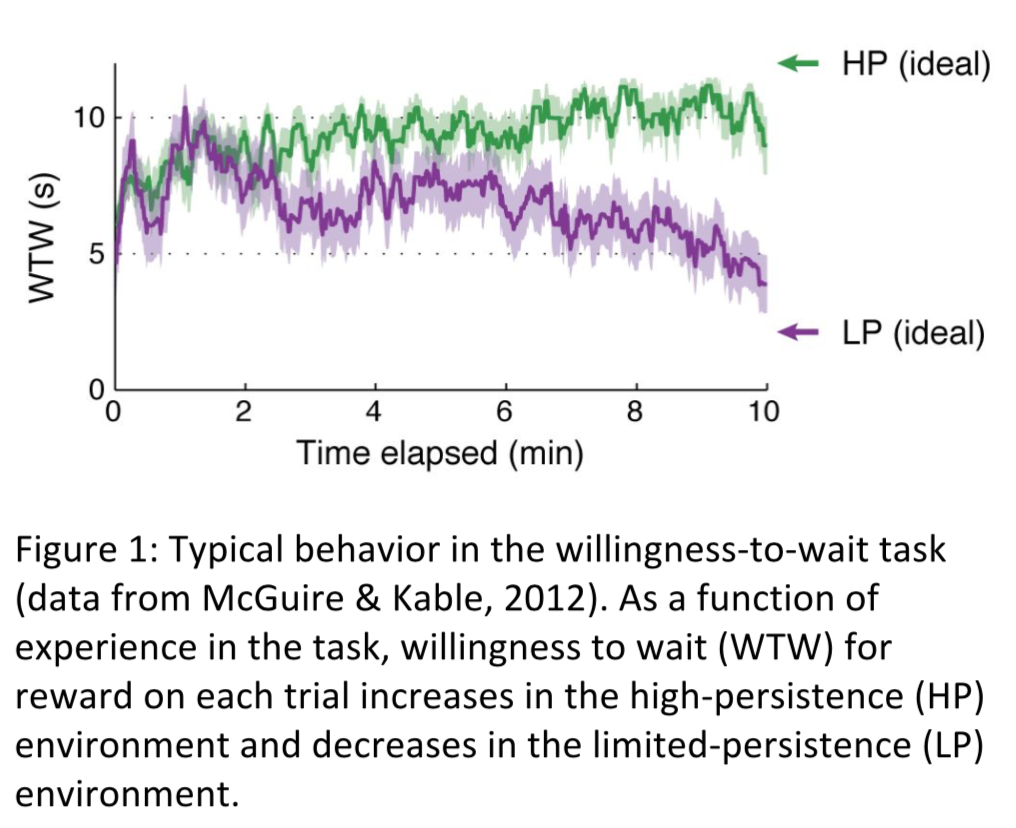 HP (ideal)
10
5
0
WTW (s)
LP (ideal)
0 2 4 6 8 10
Time elapsed (min)
Figure 1: Typical behavior in the willingness-to-wait task
(data from McGuire & Kable, 2012). As a function of
experience in the task, willingness to wait (WTW) for
reward on each trial increases in the high-persistence (HP)
environment and decreases in the limited-persistence (LP)
environment.